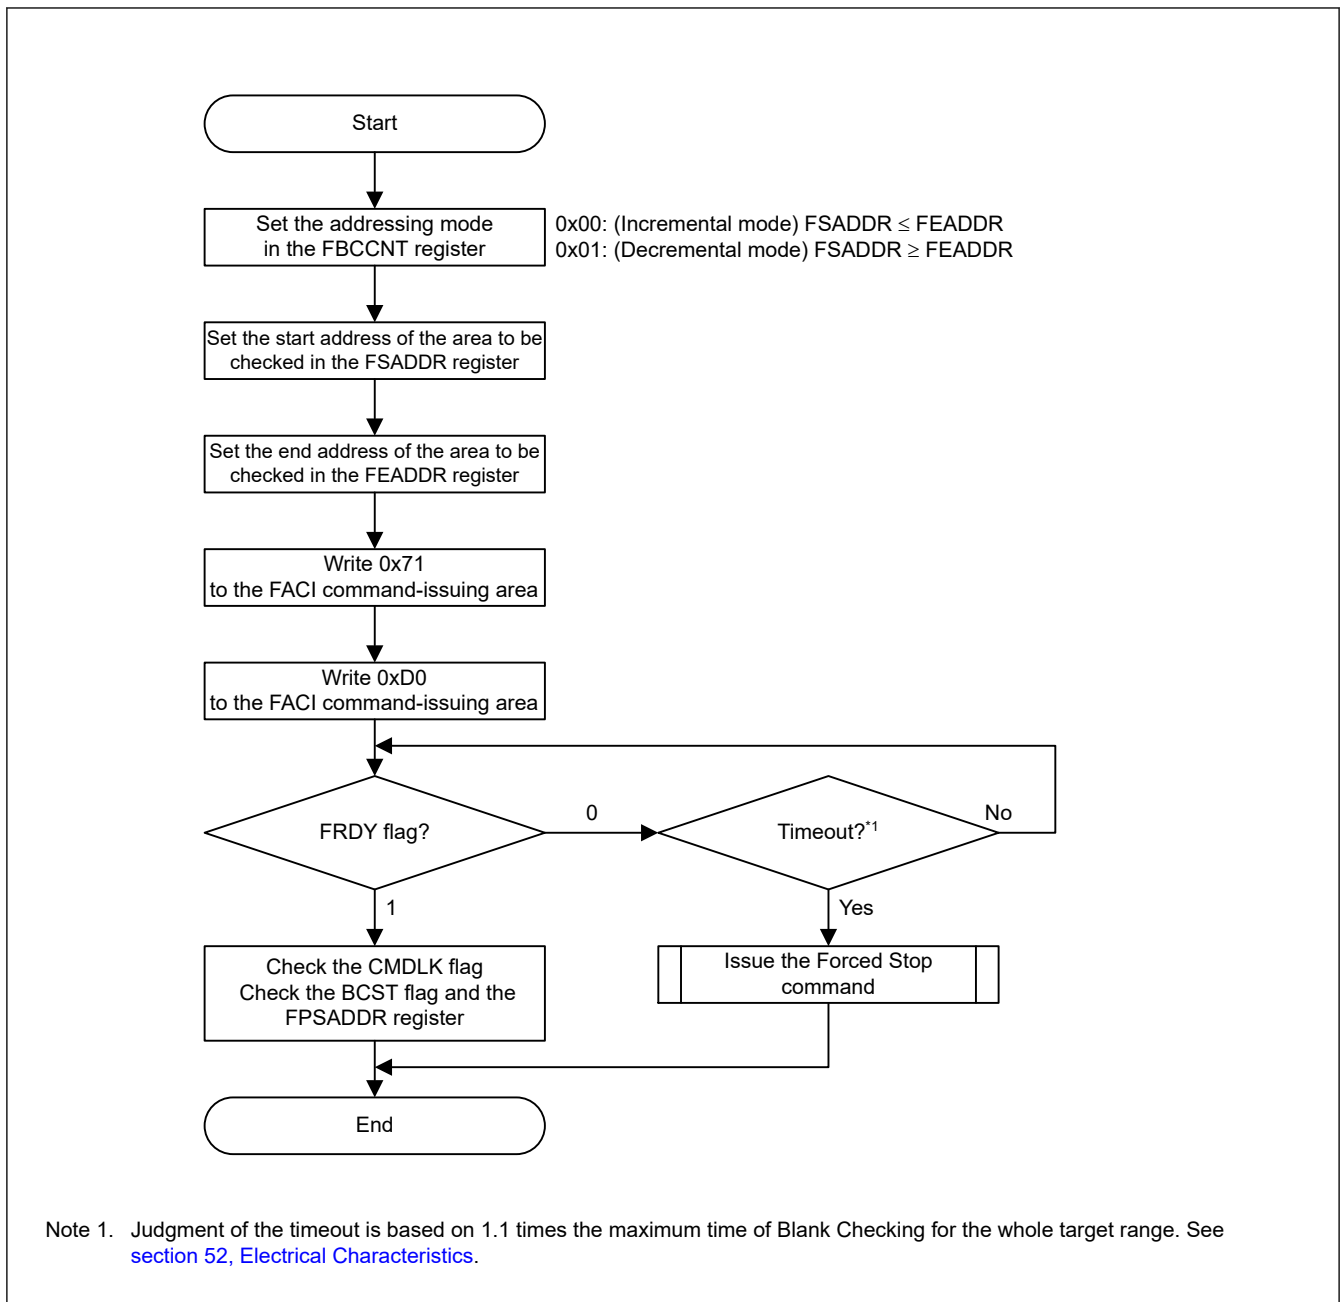 Start
Set the addressing mode
in the FBCCNT register
0x00: (Incremental mode) FSADDR ≤ FEADDR
0x01: (Decremental mode) FSADDR ≥ FEADDR
Set the start address of the area to be
checked in the FSADDR register
Set the end address of the area to be
checked in the FEADDR register
Write 0x71
to the FACI command-issuing area
Write 0xD0
to the FACI command-issuing area
FRDY flag?
0
Timeout?*1
No
1
Yes
Check the CMDLK flag
Check the BCST flag and the
FPSADDR register
Issue the Forced Stop
command
End
Note 1. Judgment of the timeout is based on 1.1 times the maximum time of Blank Checking for the whole target range. See
section 52, Electrical Characteristics.